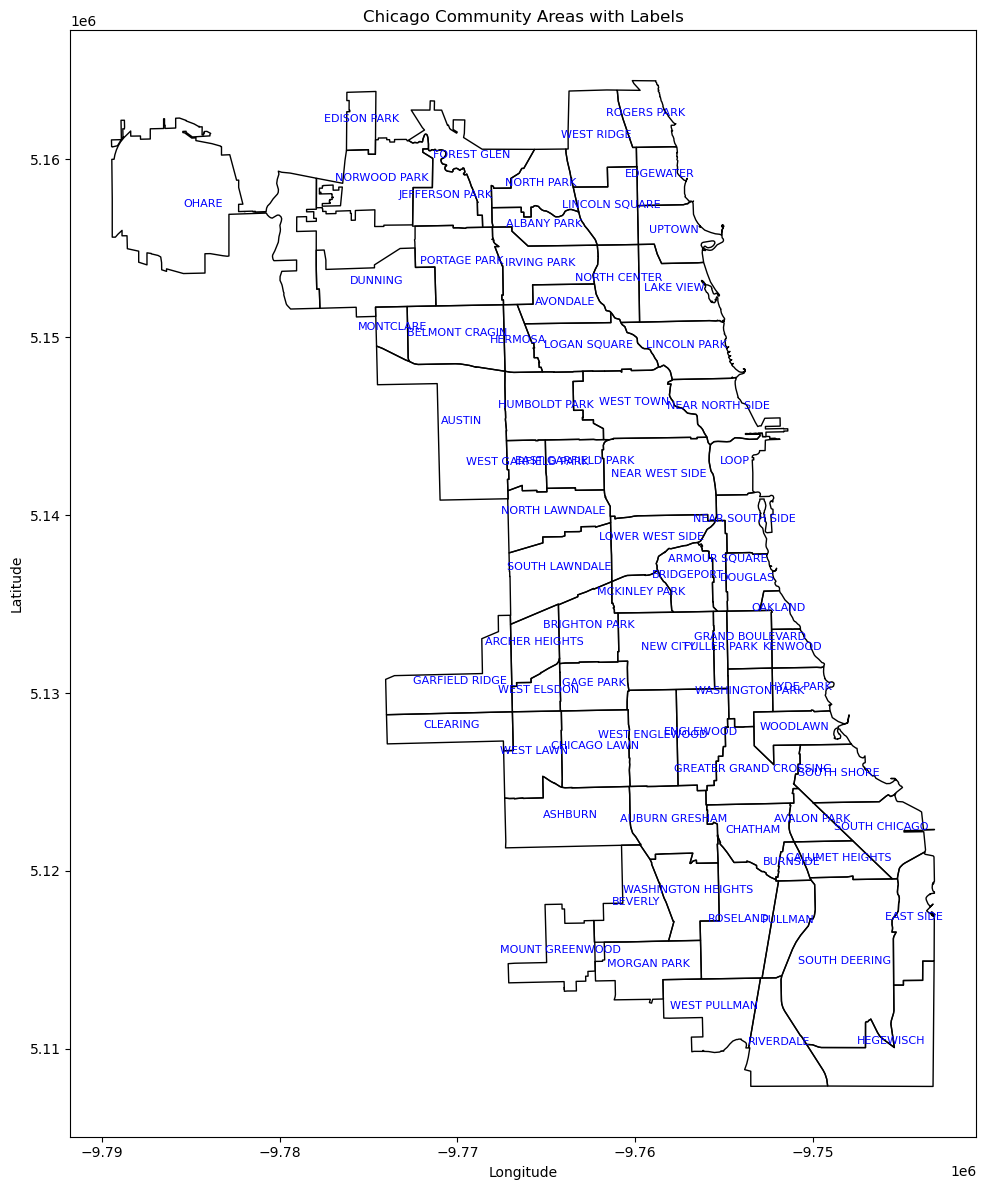 Chicago Community Areas with Labels
1e6
ROGERS PARK
EDISON PARK
WEST RIDGE
5.16
FOREST GLEN
EDGEWATER
NORWOOD PARK
NORTH PARK
JEFFERSON PARK
OHARE
LINCOLN SQUARE
ALBANY PARK
UPTOWN
PORTAGE PARK
IRVING PARK
DUNNING
NORTH CENTER
LAKE VIEW
AVONDALE
MONTCLARE
BELMONT CRAGIN
5.15
HERMOSA
LOGAN SQUARE
LINCOLN PARK
HUMBOLDT PARK
WEST TOWN
NEAR NORTH SIDE
AUSTIN
WEST GARFIELD PARK
EAST GARFIELD PARK
LOOP
NEAR WEST SIDE
5.14
NORTH LAWNDALE
NEAR SOUTH SIDE
LOWER WEST SIDE
ARMOUR SQUARE
SOUTH LAWNDALE
BRIDGEPORT
DOUGLAS
MCKINLEY PARK
OAKLAND
BRIGHTON PARK
GRAND BOULEVARD
ARCHER HEIGHTS
NEW CITY
FULLER PARK
KENWOOD
5.13
GARFIELD RIDGE
WEST ELSDON
GAGE PARK
WASHINGTON PARK
HYDE PARK
CLEARING
WEST ENGLEWOOD
ENGLEWOOD
WOODLAWN
WEST LAWN
CHICAGO LAWN
GREATER GRAND CROSSING
SOUTH SHORE
ASHBURN
AUBURN GRESHAM
AVALON PARK
CHATHAM
SOUTH CHICAGO
5.12
BURNSIDE
CALUMET HEIGHTS
WASHINGTON HEIGHTS
BEVERLY
ROSELAND
PULLMAN
EAST SIDE
MOUNT GREENWOOD
MORGAN PARK
SOUTH DEERING
WEST PULLMAN
5.11
RIVERDALE
HEGEWISCH
Latitude
−9.79
−9.78
−9.77
−9.76
−9.75
Longitude
1e6